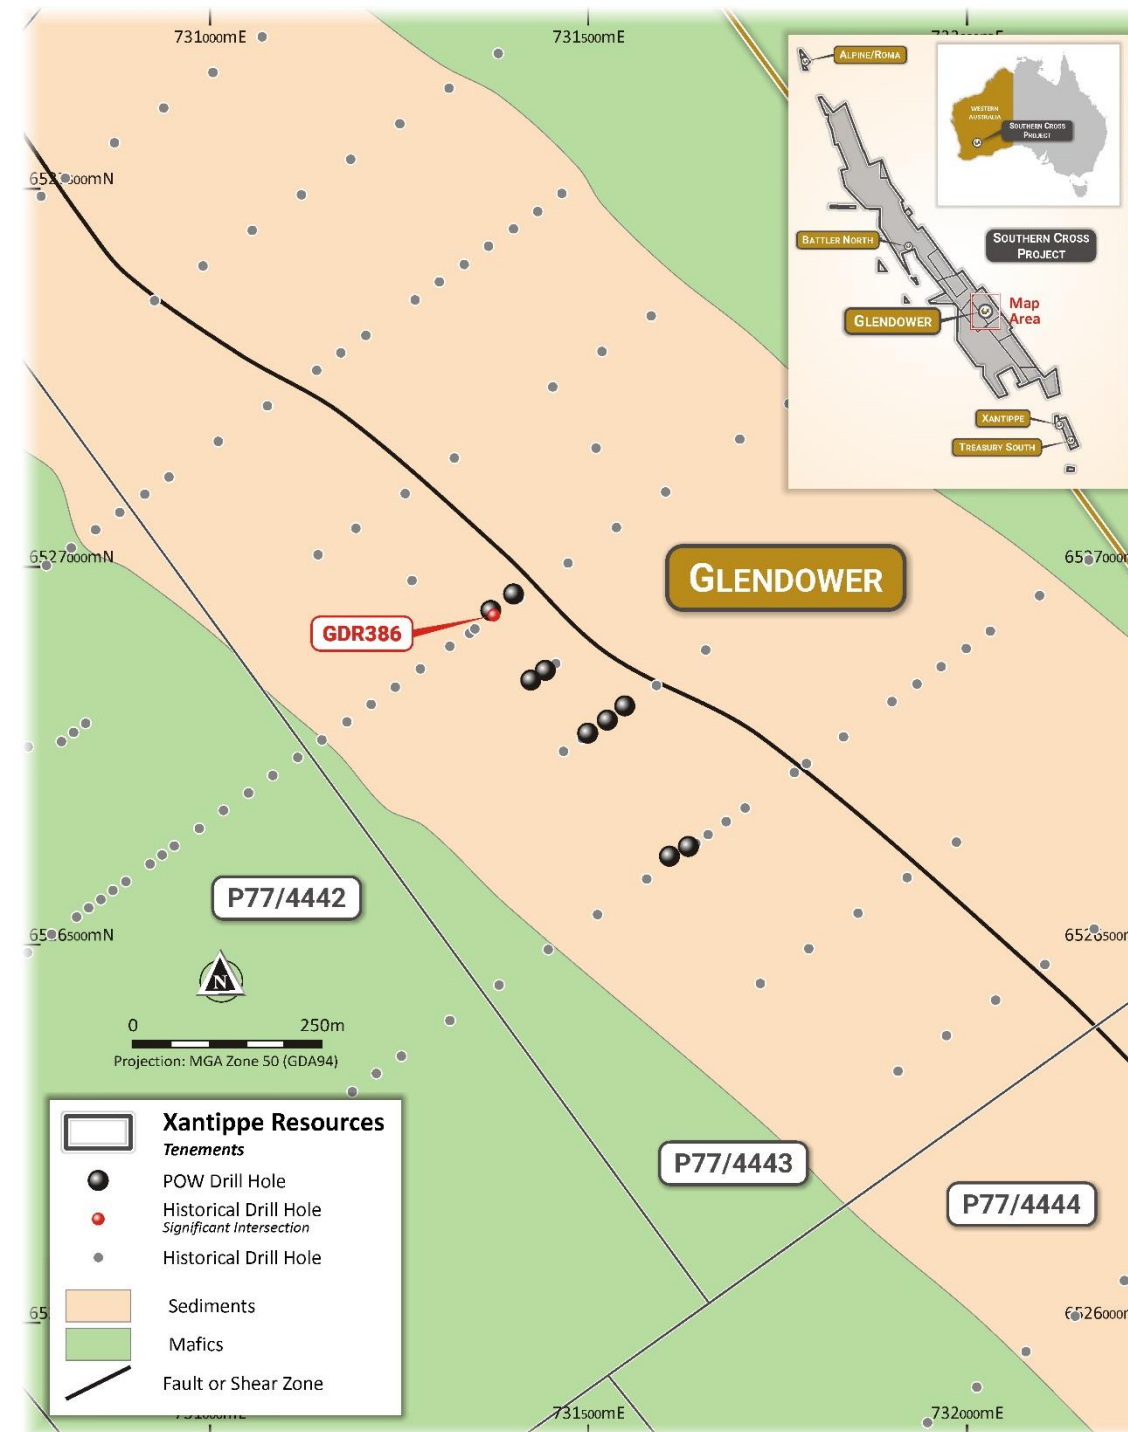 731000mE
731500mE
ALPINE/ROMA
WESTERN
AUSTRALIA
SOUTHERN CROSS
PROJECT
BATTLER NORTH
SOUTHERN CROSS
PROJECT
Map
Area
GLENDOWER
XANTIPPE
TREASURY SOUTH
6527000mN
GLENDOWER
GDR386
P77/4442
6526500mN
N
0 250m
Projection: MGA Zone 50 (GDA94)
P77/4443
P77/4444
Xantippe Resources
Tenements
POW Drill Hole
Historical Drill Hole
Significant Intersection
Historical Drill Hole
Sediments
Mafics
Fault or Shear Zone
731500mE
732000mE